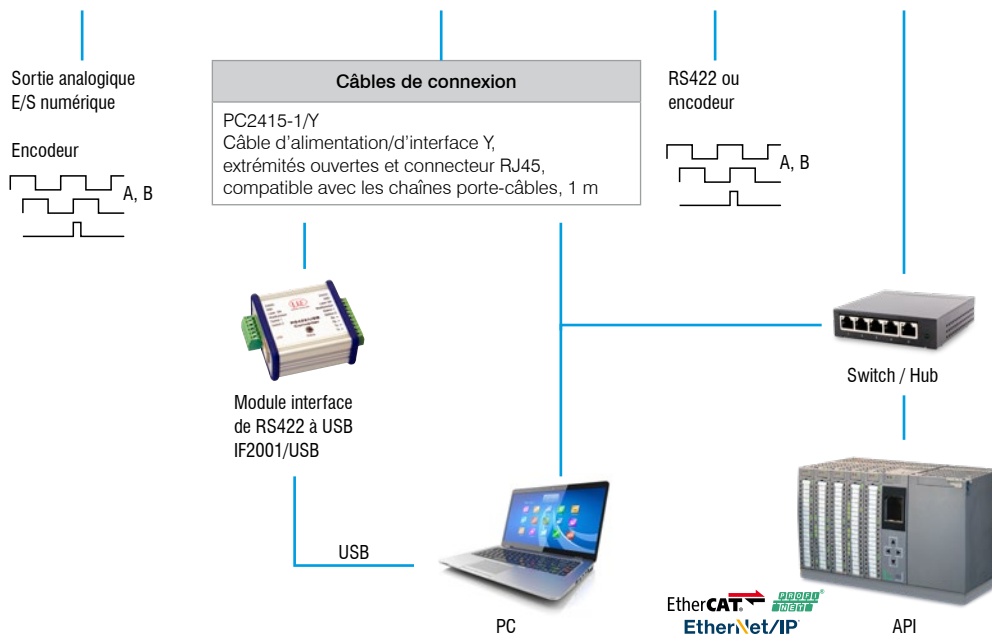 Sortie analogique
E/S numérique
Encodeur
A, B
Câbles de connexion
PC2415-1/Y
Câble d'alimentation/d'interface Y,
extrémités ouvertes et connecteur RJ45,
compatible avec les chaînes porte-câbles, 1 m
RS422 ou
encodeur
A, B
Module interface
de RS422 à USB
IF2001/USB
Switch / Hub
USB
PC
EtherCAT.
PROFI
NET
EtherNet/IP
API